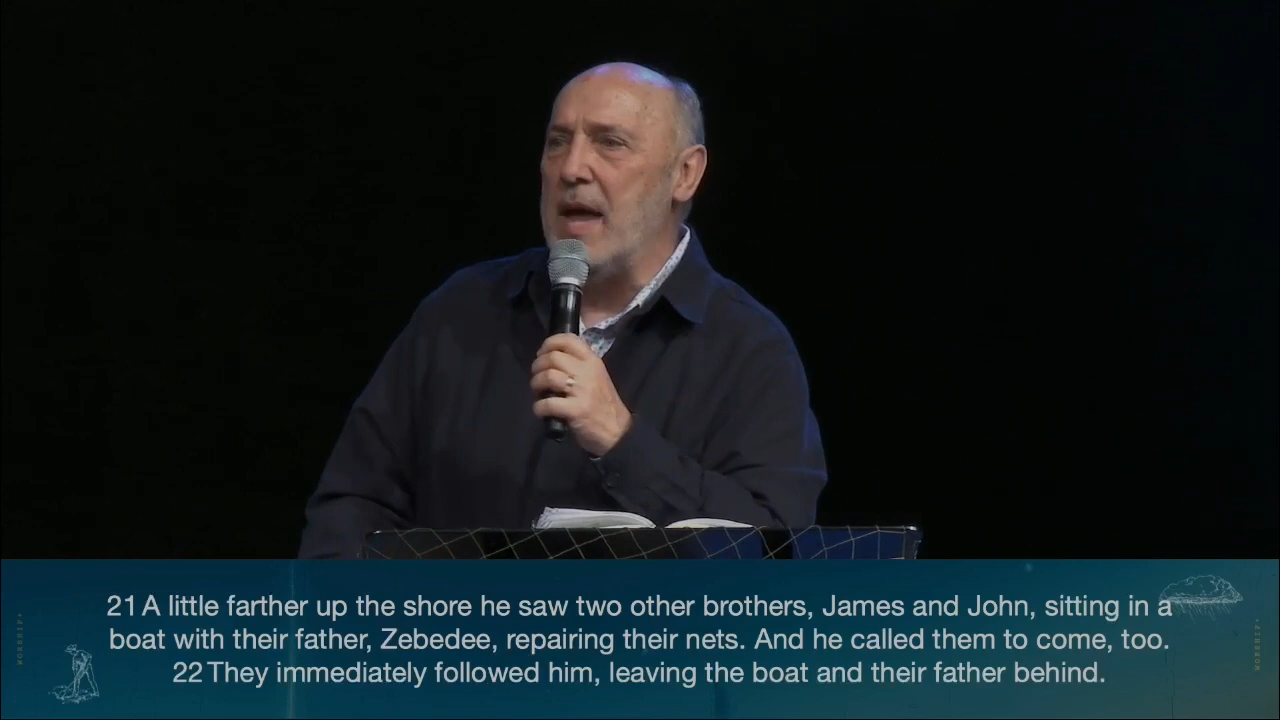 21 A little farther up the shore he saw two other brothers, James and John, sitting in a
boat with their father, Zebedee, repairing their nets. And he called them to come, too.
22 They immediately followed him, leaving the boat and their father behind.
WORSHIP+
WORSHIP+